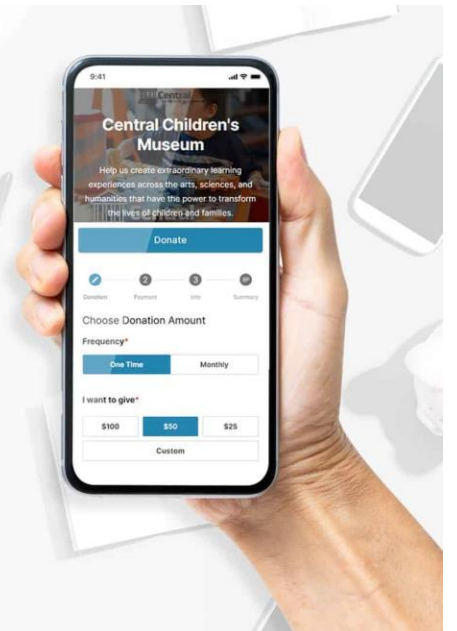 9:41
Central
Central Children's
Museum
Help us create extraordinary learning
experiences across the arts, sciences, and
humanities that have the power to transform
the lives of children and families.
Donate
2
3
Donation
Payment
Info
Summary
Choose Donation Amount
Frequency*
One Time
Monthly
I want to give*
$100
$50
$25
Custom